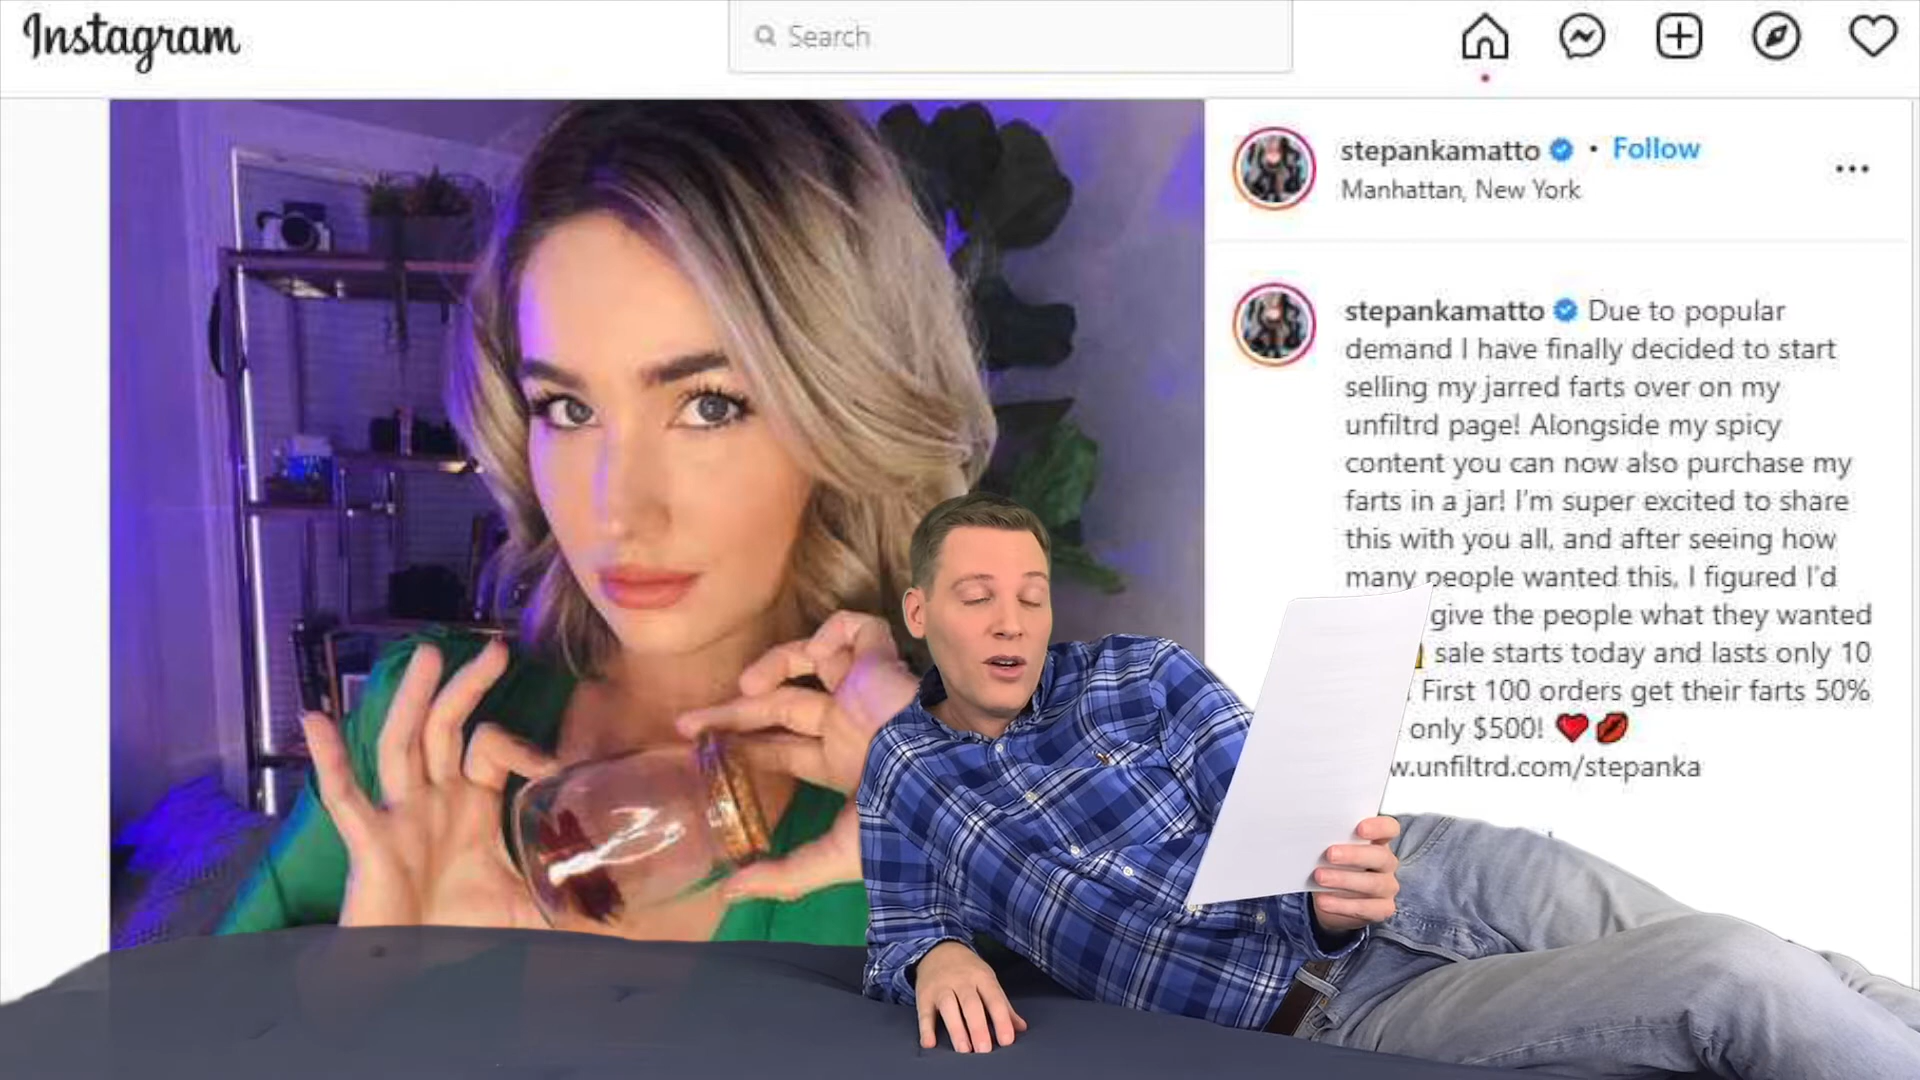 Instagram
Search
stepankamatto • Follow
Manhattan, New York
stepankamatto Due to popular
demand I have finally decided to start
selling my jarred farts over on my
unfiltrd page! Alongside my spicy
content you can now also purchase my
farts in a jar! I'm super excited to share
this with you all, and after seeing how
many people wanted this, I figured I'd
give the people what they wanted
sale starts today and lasts only 10
. First 100 orders get their farts 50%
only $500! ❤️💋
w.unfiltrd.com/stepanka